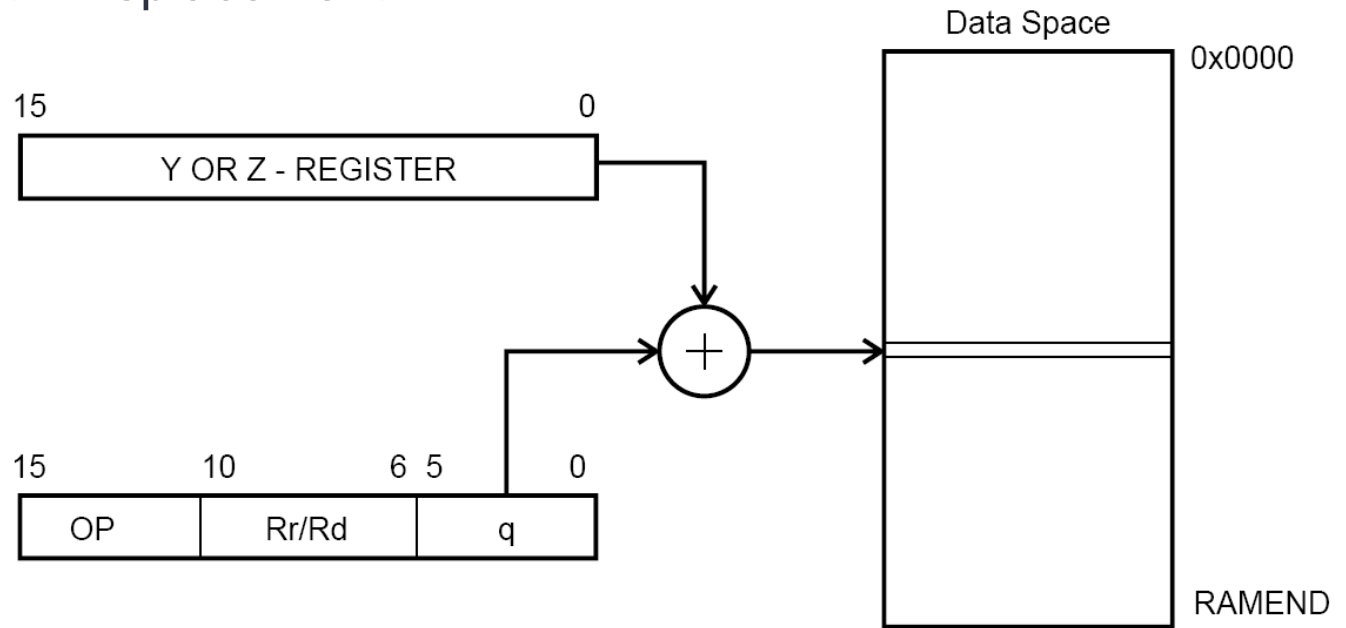 Data Space
0x0000
15 0
Y OR Z - REGISTER
+
15 10 6 5 0
OP Rr/Rd q
RAMEND